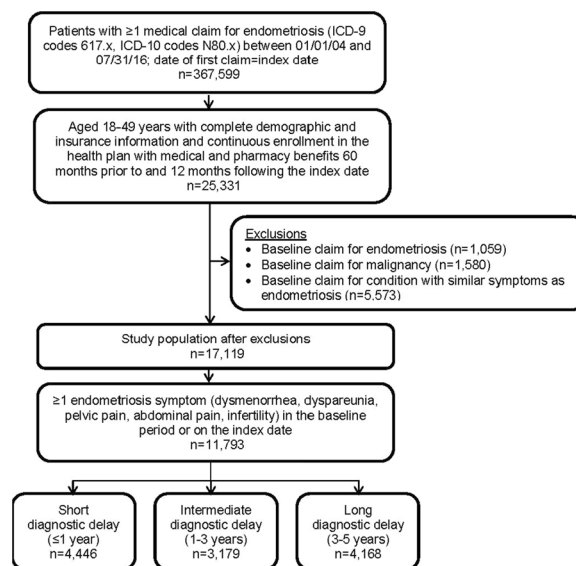 Patients with ≥1 medical claim for endometriosis (ICD-9
codes 617.x, ICD-10 codes N80.x) between 01/01/04 and
07/31/16; date of first claim=index date
n=367,599
Aged 18-49 years with complete demographic and
insurance information and continuous enrollment in the
health plan with medical and pharmacy benefits 60
months prior to and 12 months following the index date
n=25,331
Exclusions
• Baseline claim for endometriosis (n=1,059)
• Baseline claim for malignancy (n=1,580)
• Baseline claim for condition with similar symptoms as
endometriosis (n=5,573)
Study population after exclusions
n=17,119
≥1 endometriosis symptom (dysmenorrhea, dyspareunia,
pelvic pain, abdominal pain, infertility) in the baseline
period or on the index date
n=11,793
Short
diagnostic delay
(≤1 year)
n=4,446
Intermediate
diagnostic delay
(1-3 years)
n=3,179
Long
diagnostic delay
(3-5 years)
n=4,168